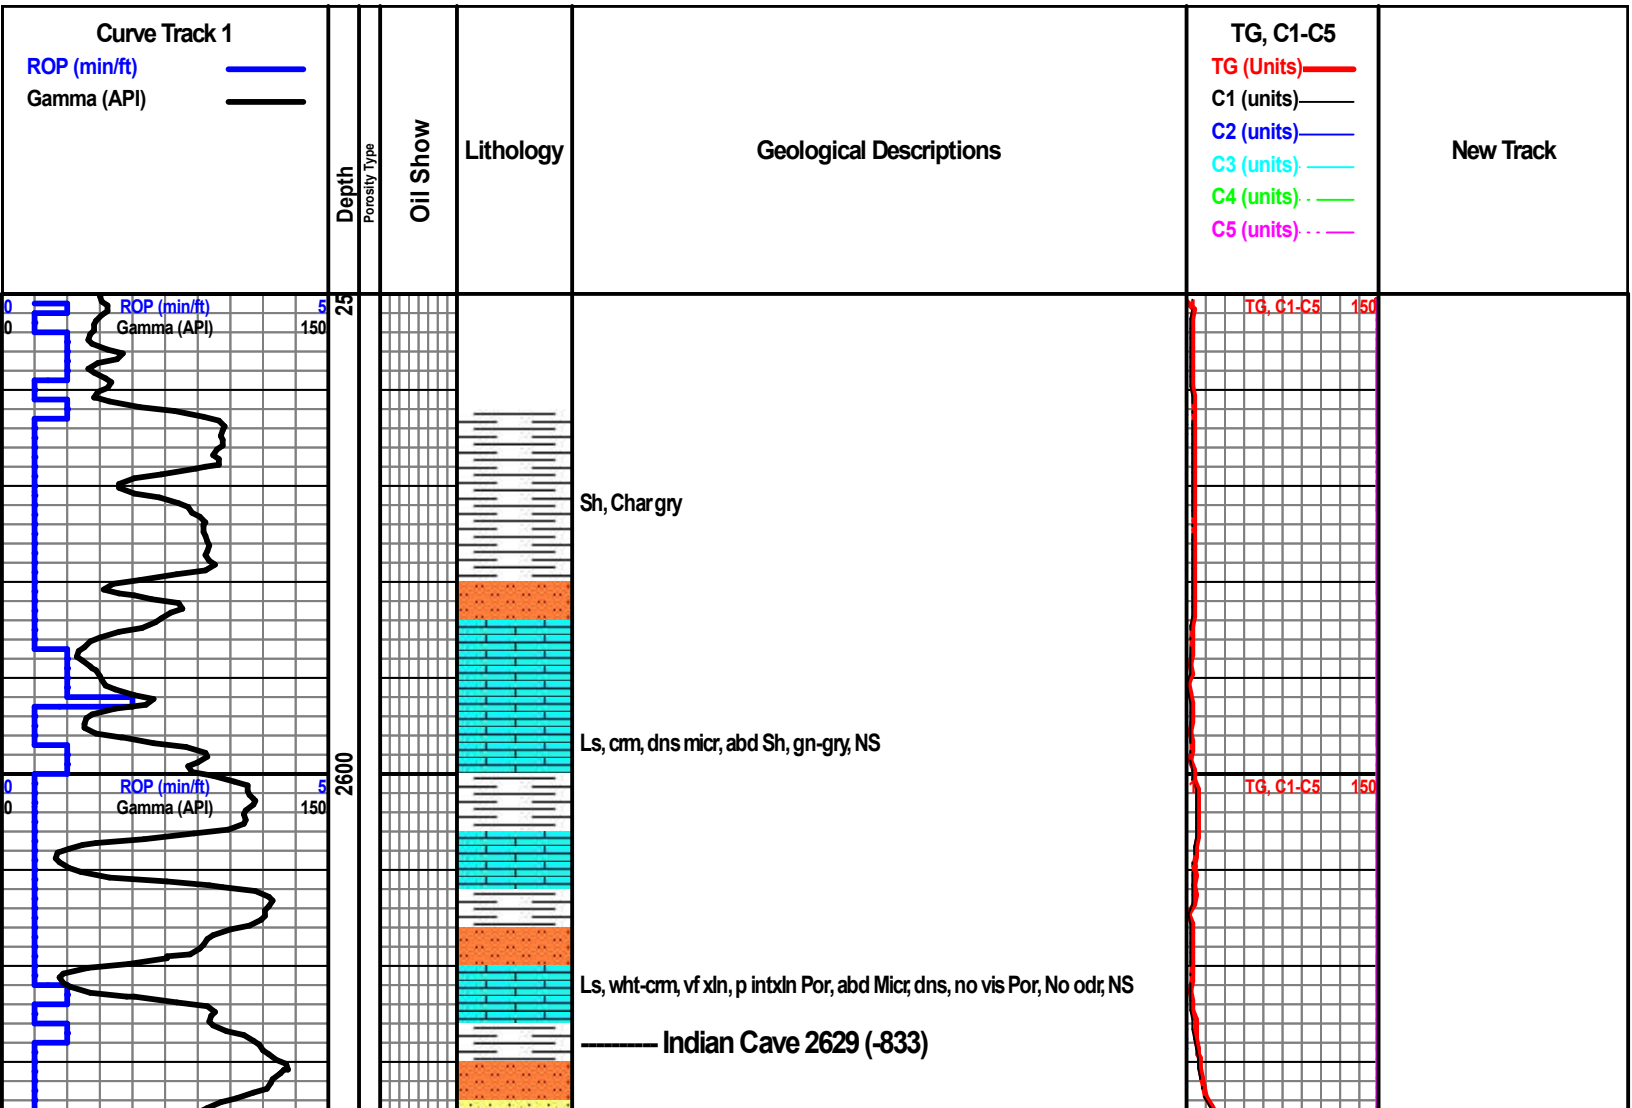 Curve Track 1
ROP (min/ft)
Gamma (API)
Depth
Porosity Type
Oil Show
Lithology
Geological Descriptions
TG, C1-C5
TG (Units)
C1 (units)
C2 (units)
C3 (units)
C4 (units)
C5 (units)
New Track
0 ROP (min/ft) 5
0 Gamma (API) 150
25
TG, C1-C5 150
Sh, Char gry
Ls, crm, dns micr, abd Sh, gn-gry, NS
0 ROP (min/ft) 5
0 Gamma (API) 150
2600
TG, C1-C5 150
Ls, wht-crm, vf xln, p intxln Por, abd Micr, dns, no vis Por, No odr, NS
---------- Indian Cave 2629 (-833)